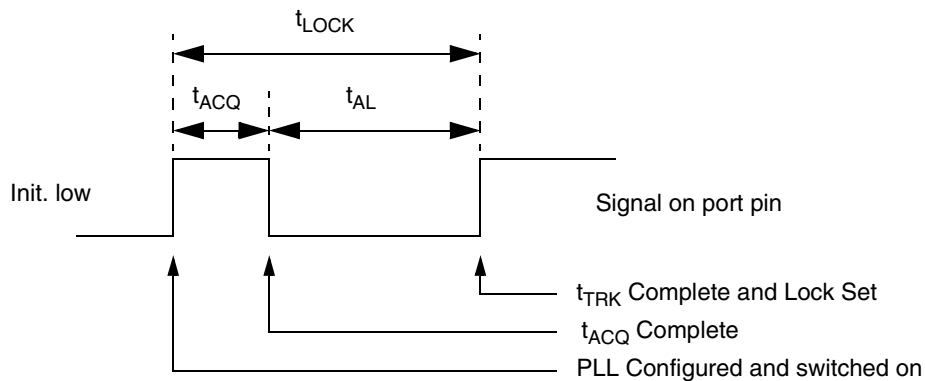 tLOCK
tACQ
tAL
Init. low
Signal on port pin
tTRK Complete and Lock Set
tACQ Complete
PLL Configured and switched on